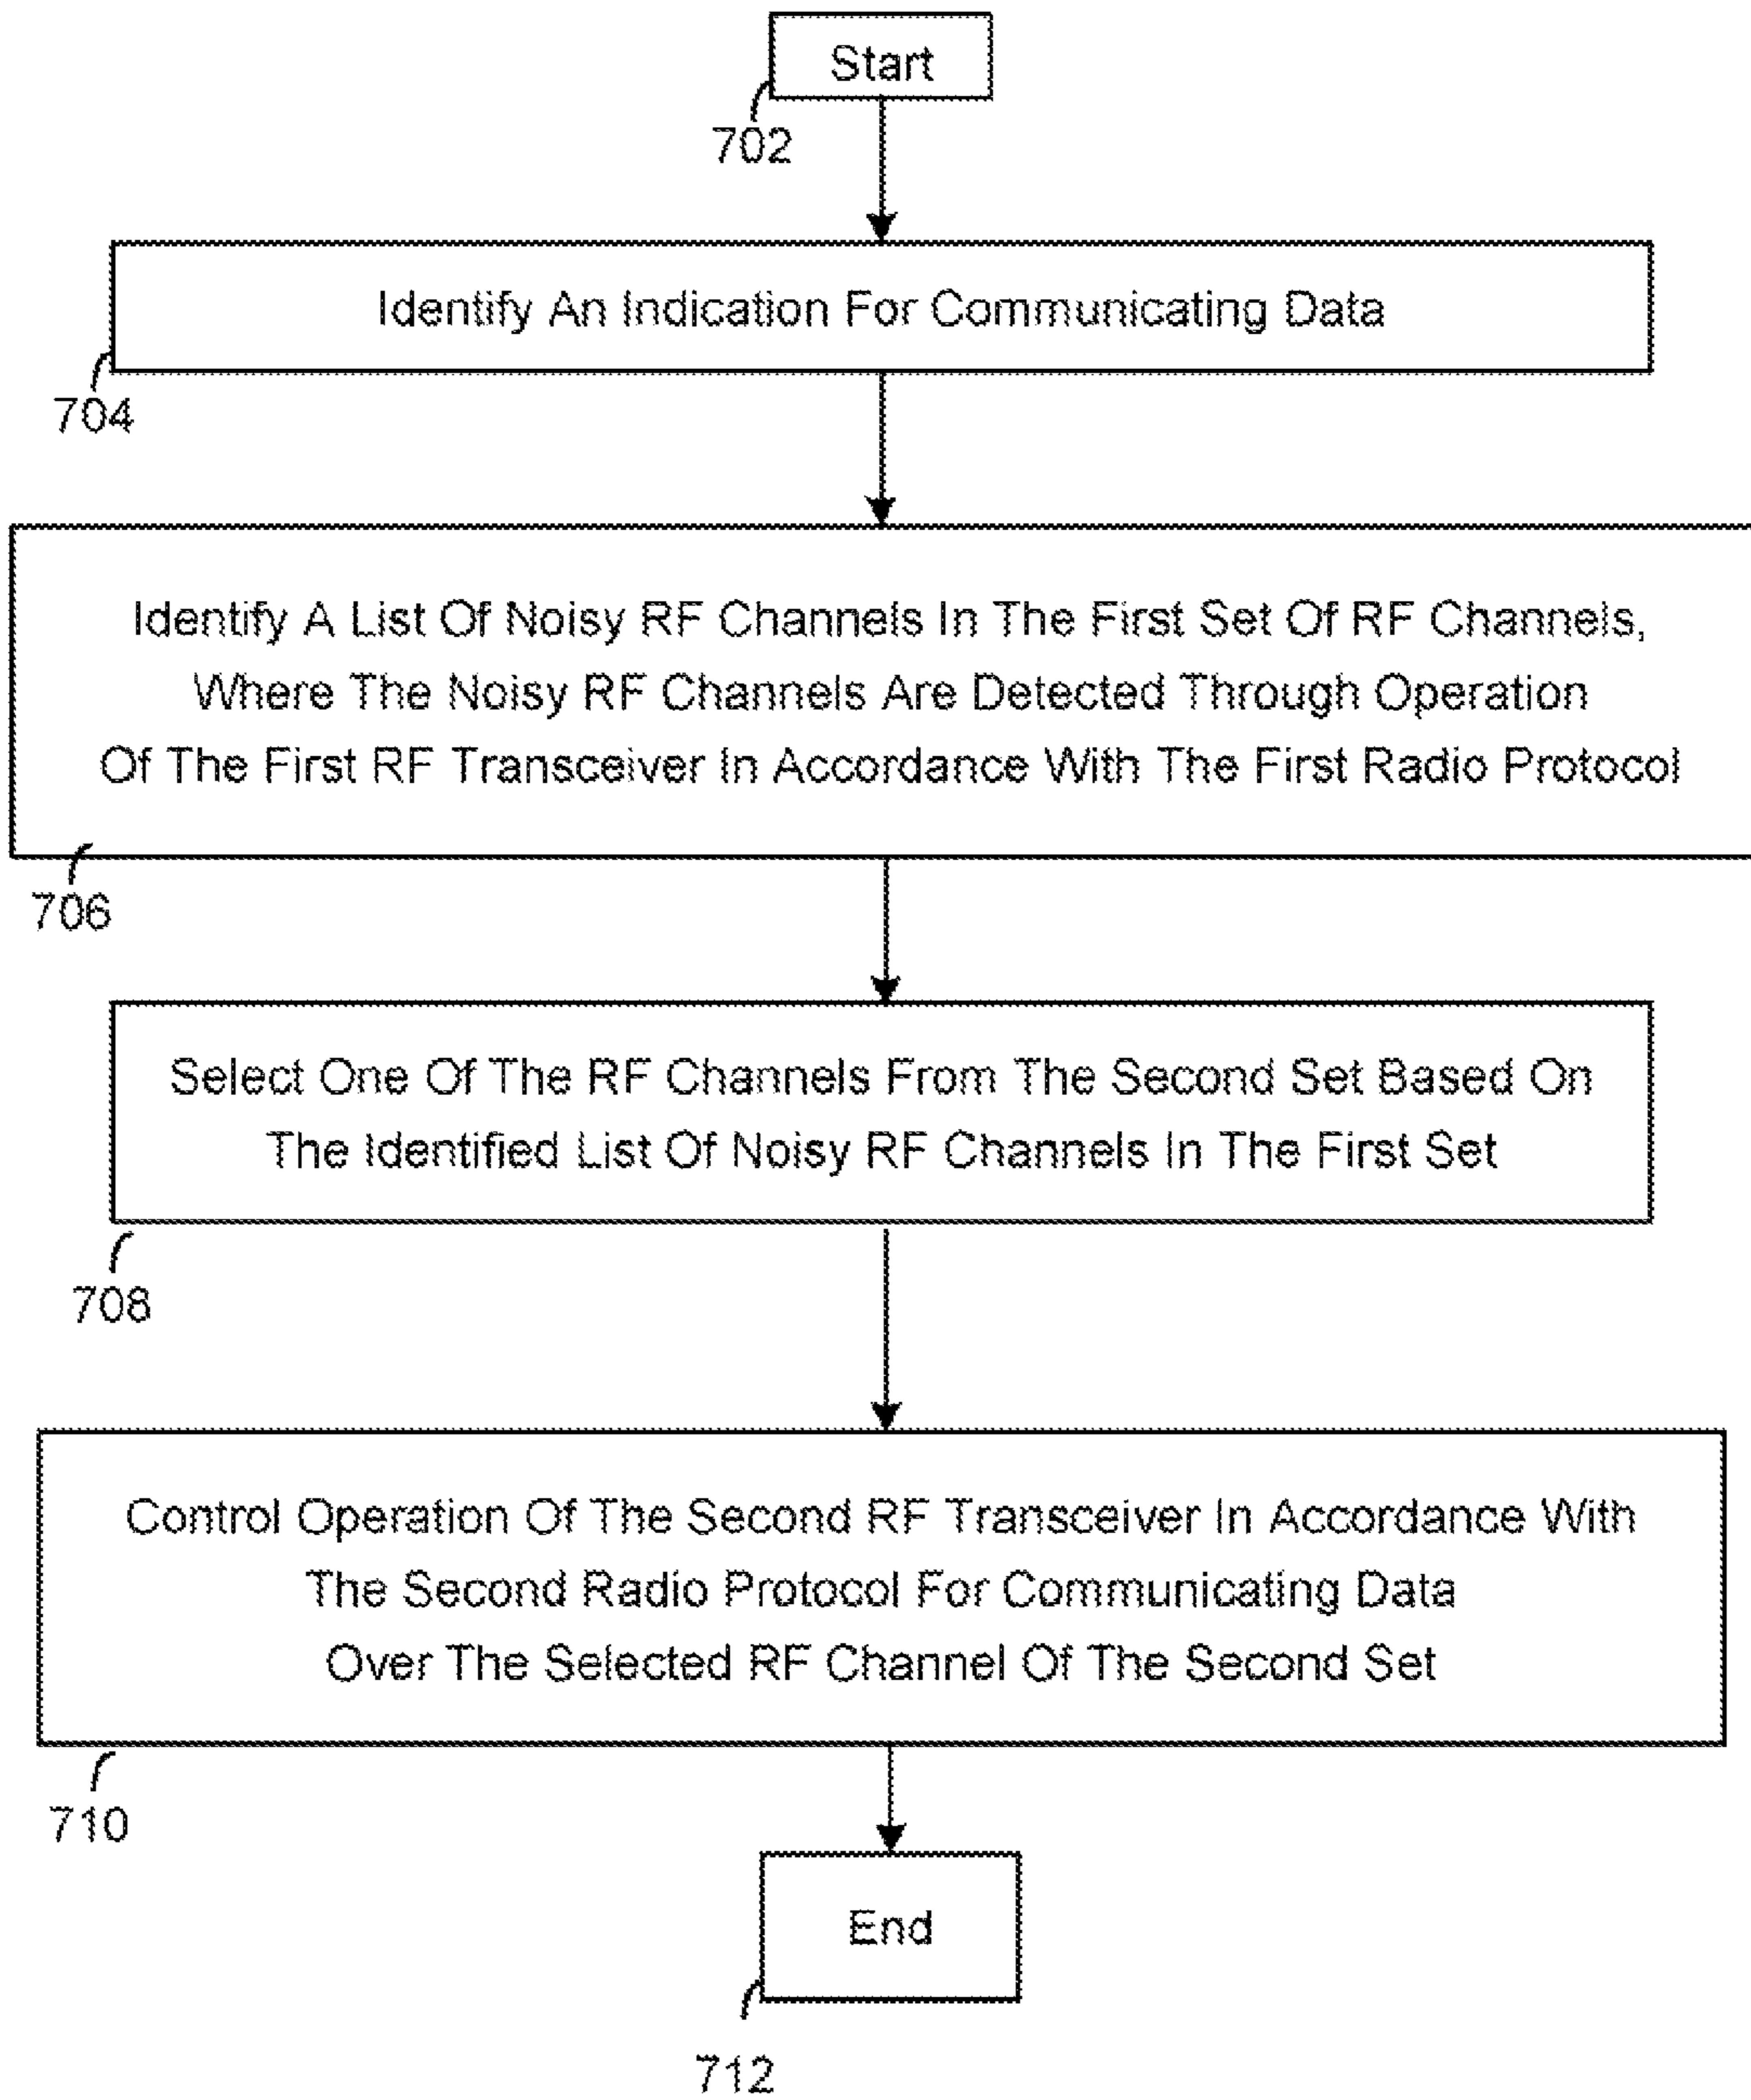 Start
702
Identify An Indication For Communicating Data
704
Identify A List Of Noisy RF Channels In The First Set Of RF Channels,
Where The Noisy RF Channels Are Detected Through Operation
Of The First RF Transceiver In Accordance With The First Radio Protocol
706
Select One Of The RF Channels From The Second Set Based On
The Identified List Of Noisy RF Channels In The First Set
708
Control Operation Of The Second RF Transceiver In Accordance With
The Second Radio Protocol For Communicating Data
Over The Selected RF Channel Of The Second Set
710
End
712